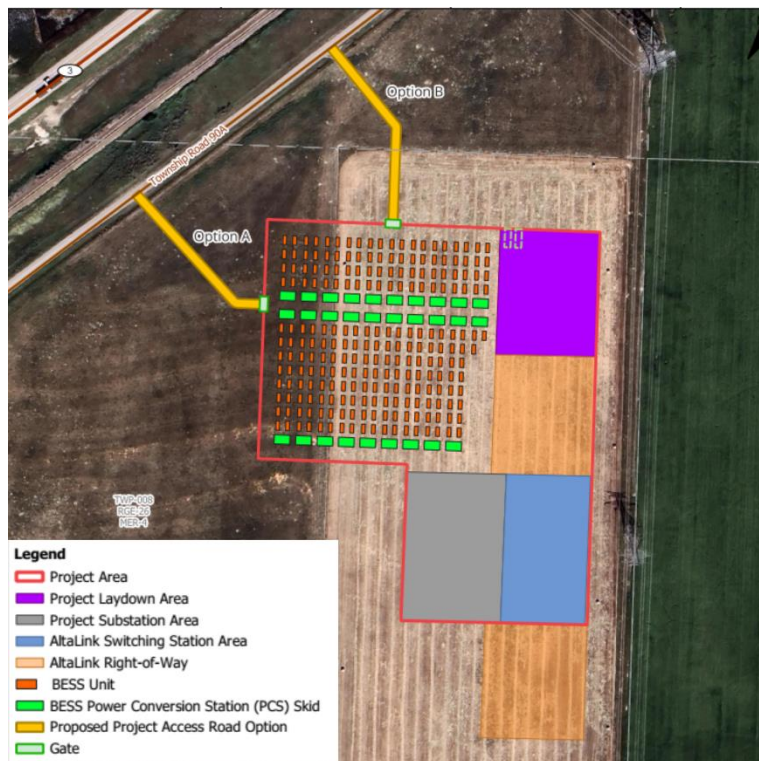 3
Option B
Township Road 90A
Option A
TWP-008
RGE-26
MER-4
Legend
Project Area
Project Laydown Area
Project Substation Area
AltaLink Switching Station Area
AltaLink Right-of-Way
BESS Unit
BESS Power Conversion Station (PCS) Skid
Proposed Project Access Road Option
Gate